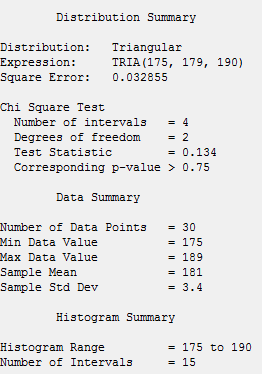 Distribution Summary
Distribution: Triangular
Expression: TRIA(175, 179, 190)
Square Error: 0.032855
Chi Square Test
Number of intervals = 4
Degrees of freedom = 2
Test Statistic = 0.134
Corresponding p-value > 0.75
Data Summary
Number of Data Points = 30
Min Data Value = 175
Max Data Value = 189
Sample Mean = 181
Sample Std Dev = 3.4
Histogram Summary
Histogram Range = 175 to 190
Number of Intervals = 15